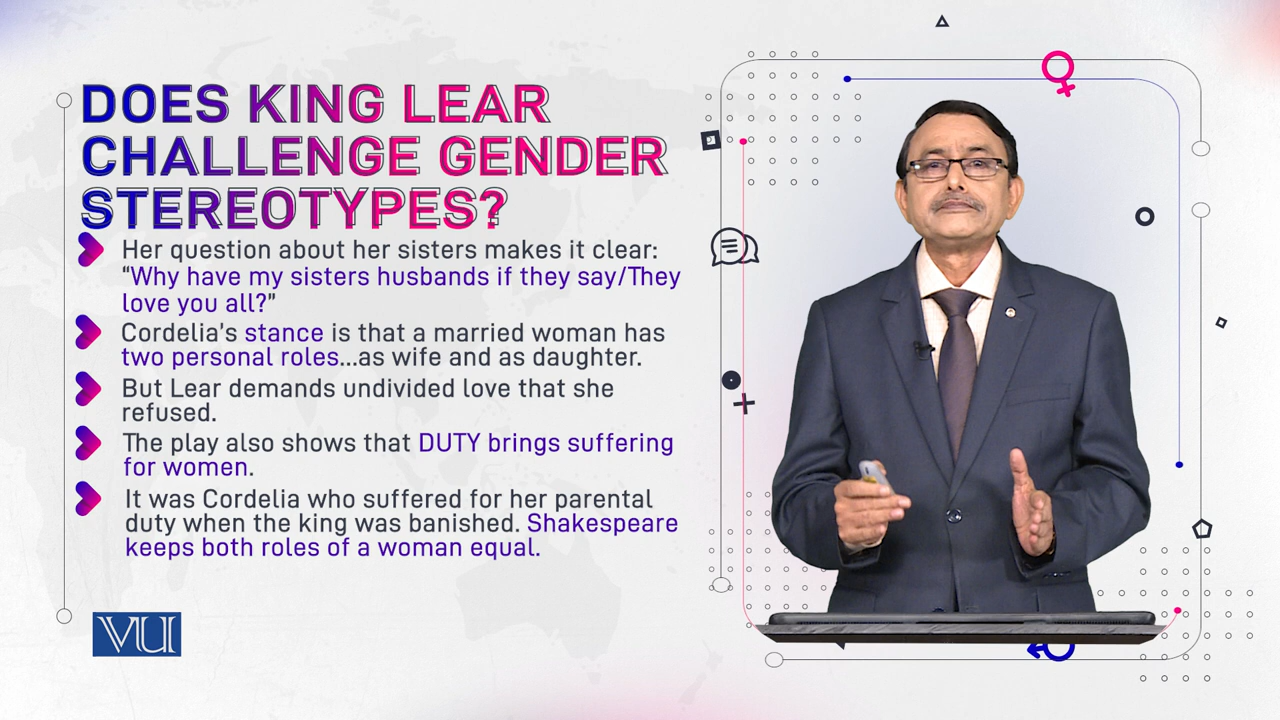 DOES KING LEAR
CHALLENGE GENDER
STEREOTYPES?
Her question about her sisters makes it clear:
“Why have my sisters husbands if they say/They
love you all?”
Cordelia's stance is that a married woman has
two personal roles...as wife and as daughter.
But Lear demands undivided love that she
refused.
The play also shows that DUTY brings suffering
for women.
It was Cordelia who suffered for her parental
duty when the king was banished. Shakespeare
keeps both roles of a woman equal.
VU